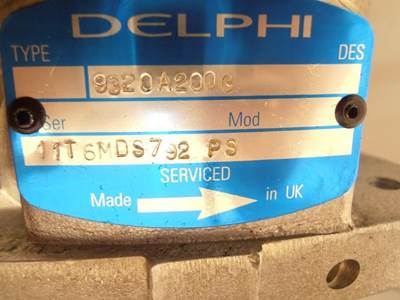 DELPHI
TYPE DES
9320A200G
Ser Mod
11T6MDS792 PS
SERVICED
Made in UK